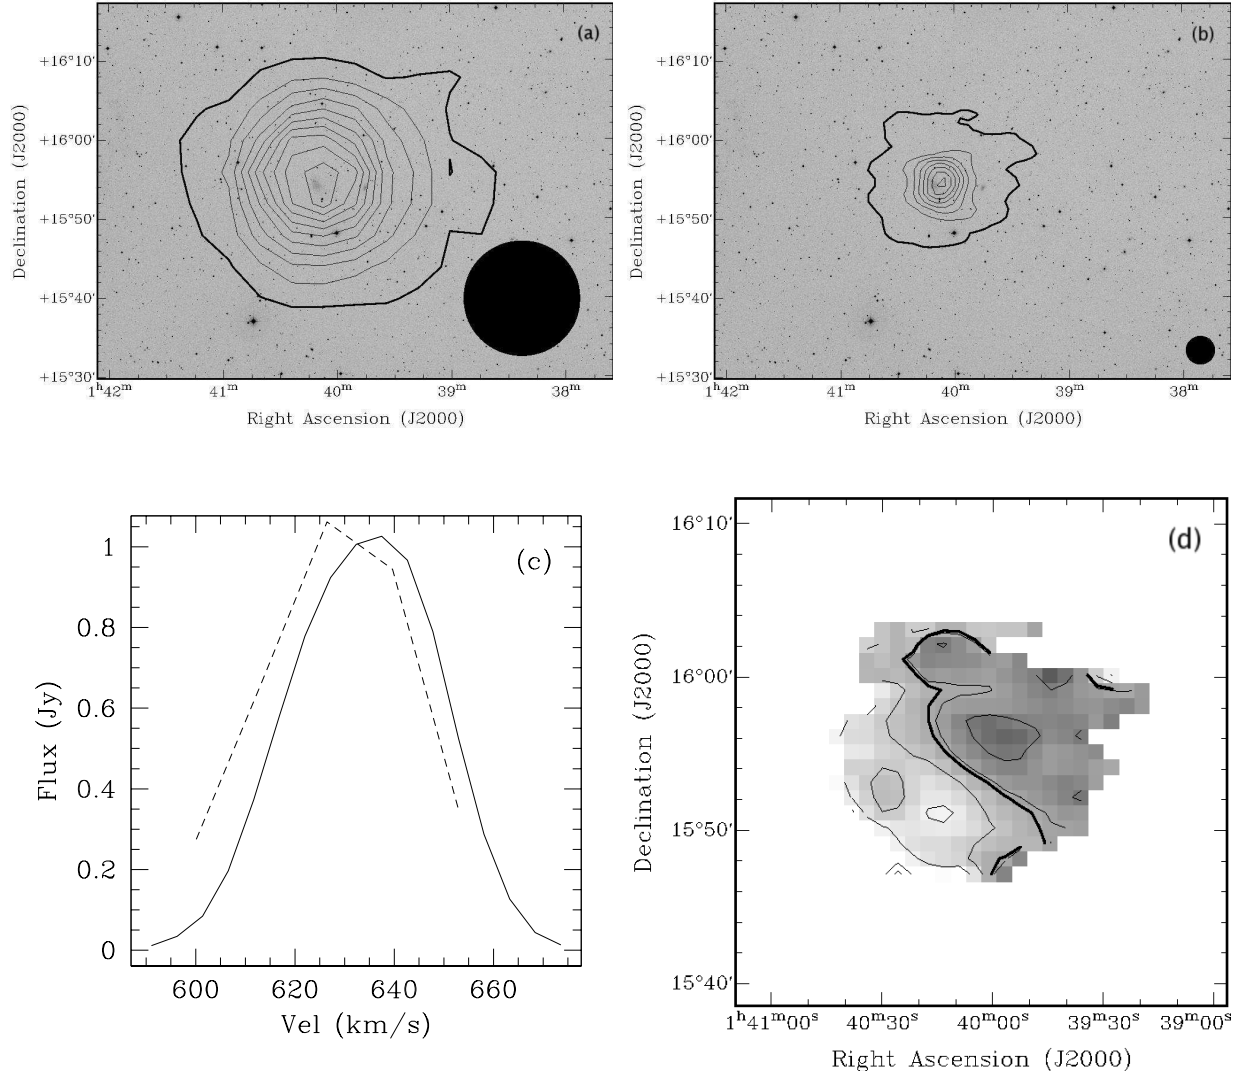 (a)
+16°10′
+16°00′
+15°50′
+15°40′
+15°30′
Declination (J2000)
1ʰ42ᵐ 41ᵐ 40ᵐ 39ᵐ 38ᵐ
Right Ascension (J2000)
(b)
+16°10′
+16°00′
+15°50′
+15°40′
+15°30′
Declination (J2000)
1ʰ42ᵐ 41ᵐ 40ᵐ 39ᵐ 38ᵐ
Right Ascension (J2000)
(c)
1
0.8
0.6
0.4
0.2
0
Flux (Jy)
600 620 640 660
Vel (km/s)
(d)
16°10′
16°00′
15°50′
15°40′
Declination (J2000)
1ʰ41ᵐ00ˢ 40ᵐ30ˢ 40ᵐ00ˢ 39ᵐ30ˢ 39ᵐ00ˢ
Right Ascension (J2000)